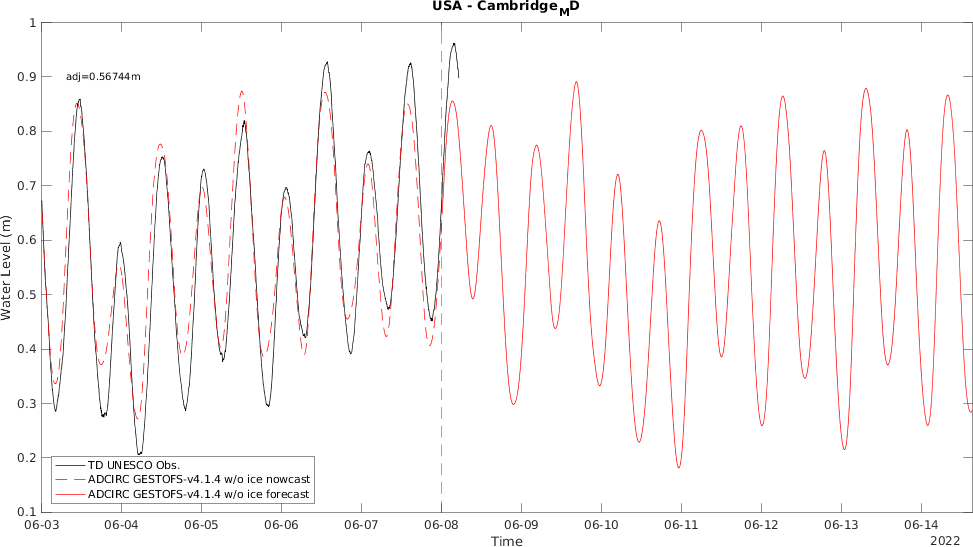 USA - Cambridge_MD
adj=0.56744m
1
0.9
0.8
0.7
0.6
0.5
0.4
0.3
0.2
0.1
Water Level (m)
TD UNESCO Obs.
ADCIRC GESTOFS-v4.1.4 w/o ice nowcast
ADCIRC GESTOFS-v4.1.4 w/o ice forecast
06-03 06-04 06-05 06-06 06-07 06-08 06-09 06-10 06-11 06-12 06-13 06-14
Time
2022